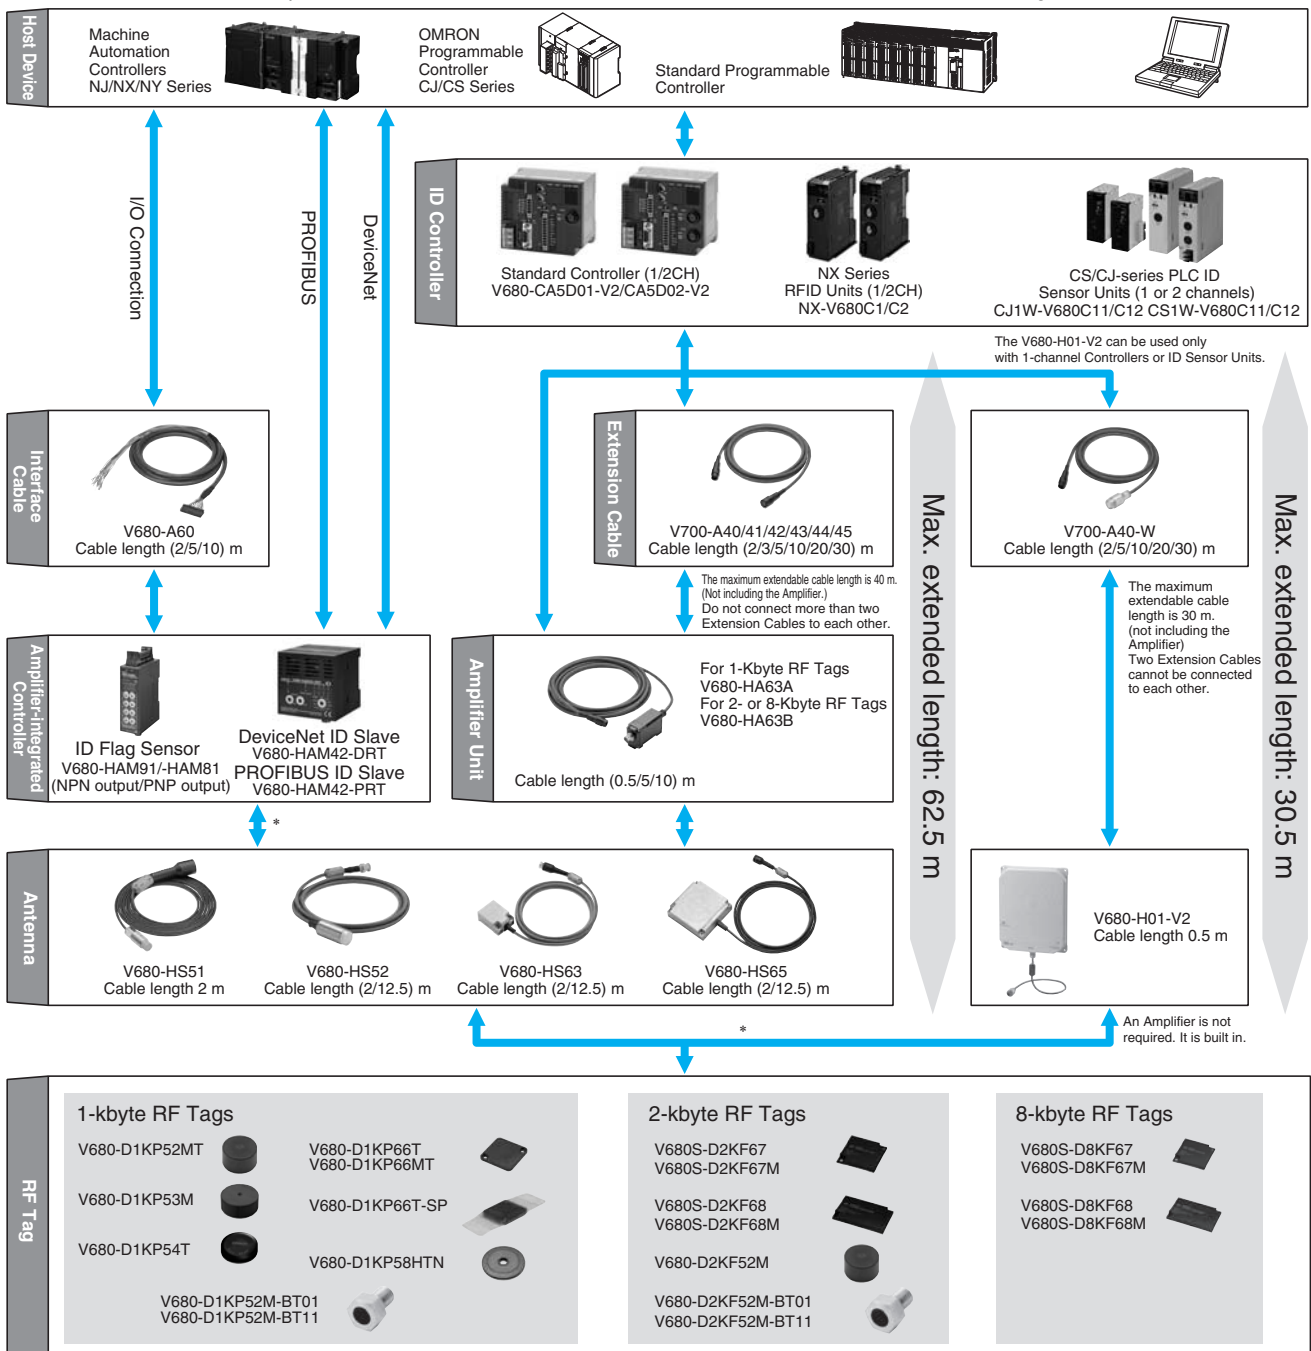 Host Device
Machine
Automation
Controllers
NJ/NX/NY Series
OMRON
Programmable
Controller
CJ/CS Series
Standard Programmable
Controller
I/O Connection
PROFIBUS
DeviceNet
ID Controller
Standard Controller (1/2CH)
V680-CA5D01-V2/CA5D02-V2
NX Series
RFID Units (1/2CH)
NX-V680C1/C2
CS/CJ-series PLC ID
Sensor Units (1 or 2 channels)
CJ1W-V680C11/C12 CS1W-V680C11/C12
The V680-H01-V2 can be used only
with 1-channel Controllers or ID Sensor Units.
Interface
Cable
V680-A60
Cable length (2/5/10) m
Extension Cable
V700-A40/41/42/43/44/45
Cable length (2/3/5/10/20/30) m
V700-A40-W
Cable length (2/5/10/20/30) m
The maximum extendable cable length is 40 m.
(Not including the Amplifier.)
Do not connect more than two
Extension Cables to each other.
The maximum
extendable cable
length is 30 m.
(not including the
Amplifier)
Two Extension Cables
cannot be connected
to each other.
Max. extended length: 62.5 m
Max. extended length: 30.5 m
Amplifier-integrated
Controller
ID Flag Sensor
V680-HAM91/-HAM81
(NPN output/PNP output)
DeviceNet ID Slave
V680-HAM42-DRT
PROFIBUS ID Slave
V680-HAM42-PRT
Amplifier Unit
For 1-Kbyte RF Tags
V680-HA63A
For 2- or 8-Kbyte RF Tags
V680-HA63B
Cable length (0.5/5/10) m
*
Antenna
V680-HS51
Cable length 2 m
V680-HS52
Cable length (2/12.5) m
V680-HS63
Cable length (2/12.5) m
V680-HS65
Cable length (2/12.5) m
V680-H01-V2
Cable length 0.5 m
*
An Amplifier is not
required. It is built in.
RF Tag
1-kbyte RF Tags
V680-D1KP52MT
V680-D1KP53M
V680-D1KP54T
V680-D1KP66T
V680-D1KP66MT
V680-D1KP66T-SP
V680-D1KP58HTN
V680-D1KP52M-BT01
V680-D1KP52M-BT11
2-kbyte RF Tags
V680S-D2KF67
V680S-D2KF67M
V680S-D2KF68
V680S-D2KF68M
V680-D2KF52M
V680-D2KF52M-BT01
V680-D2KF52M-BT11
8-kbyte RF Tags
V680S-D8KF67
V680S-D8KF67M
V680S-D8KF68
V680S-D8KF68M